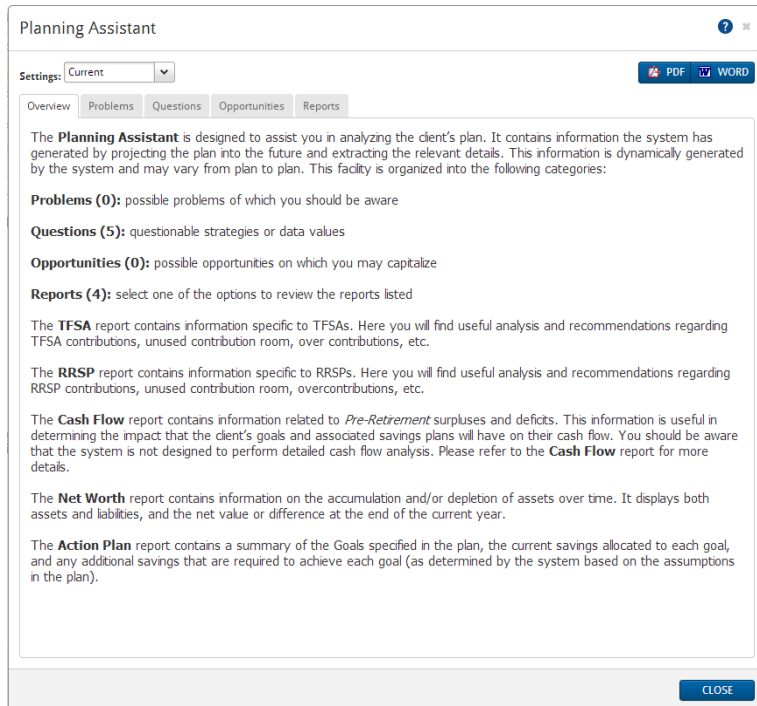 Planning Assistant
?
Settings: Current
PDF WORD
Overview Problems Questions Opportunities Reports
The Planning Assistant is designed to assist you in analyzing the client's plan. It contains information the system has
generated by projecting the plan into the future and extracting the relevant details. This information is dynamically generated
by the system and may vary from plan to plan. This facility is organized into the following categories:
Problems (0): possible problems of which you should be aware
Questions (5): questionable strategies or data values
Opportunities (0): possible opportunities on which you may capitalize
Reports (4): select one of the options to review the reports listed
The TFSA report contains information specific to TFSAs. Here you will find useful analysis and recommendations regarding
TFSA contributions, unused contribution room, over contributions, etc.
The RRSP report contains information specific to RRSPs. Here you will find useful analysis and recommendations regarding
RRSP contributions, unused contribution room, overcontributions, etc.
The Cash Flow report contains information related to Pre-Retirement surpluses and deficits. This information is useful in
determining the impact that the client's goals and associated savings plans will have on their cash flow. You should be aware
that the system is not designed to perform detailed cash flow analysis. Please refer to the Cash Flow report for more
details.
The Net Worth report contains information on the accumulation and/or depletion of assets over time. It displays both
assets and liabilities, and the net value or difference at the end of the current year.
The Action Plan report contains a summary of the Goals specified in the plan, the current savings allocated to each goal,
and any additional savings that are required to achieve each goal (as determined by the system based on the assumptions
in the plan).
CLOSE